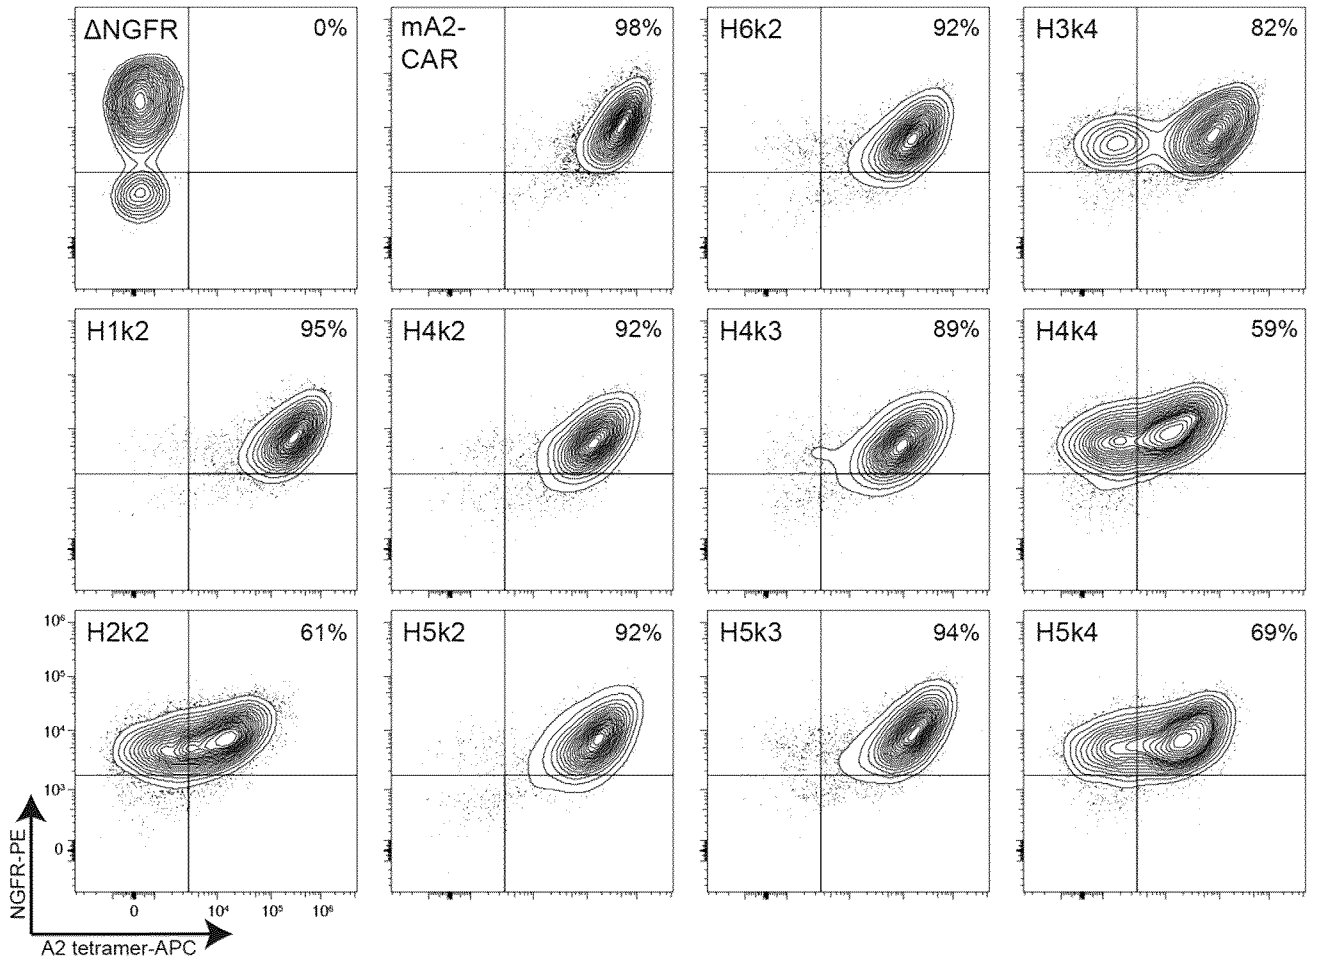 ΔNGFR 0%
mA2-
CAR
98%
H6k2 92%
H3k4 82%
H1k2 95%
H4k2 92%
H4k3 89%
H4k4 59%
H2k2 61%
H5k2 92%
H5k3 94%
H5k4 69%
10⁶
10⁵
10⁴
10³
0
0 10⁴ 10⁵ 10⁶
NGFR-PE
A2 tetramer-APC